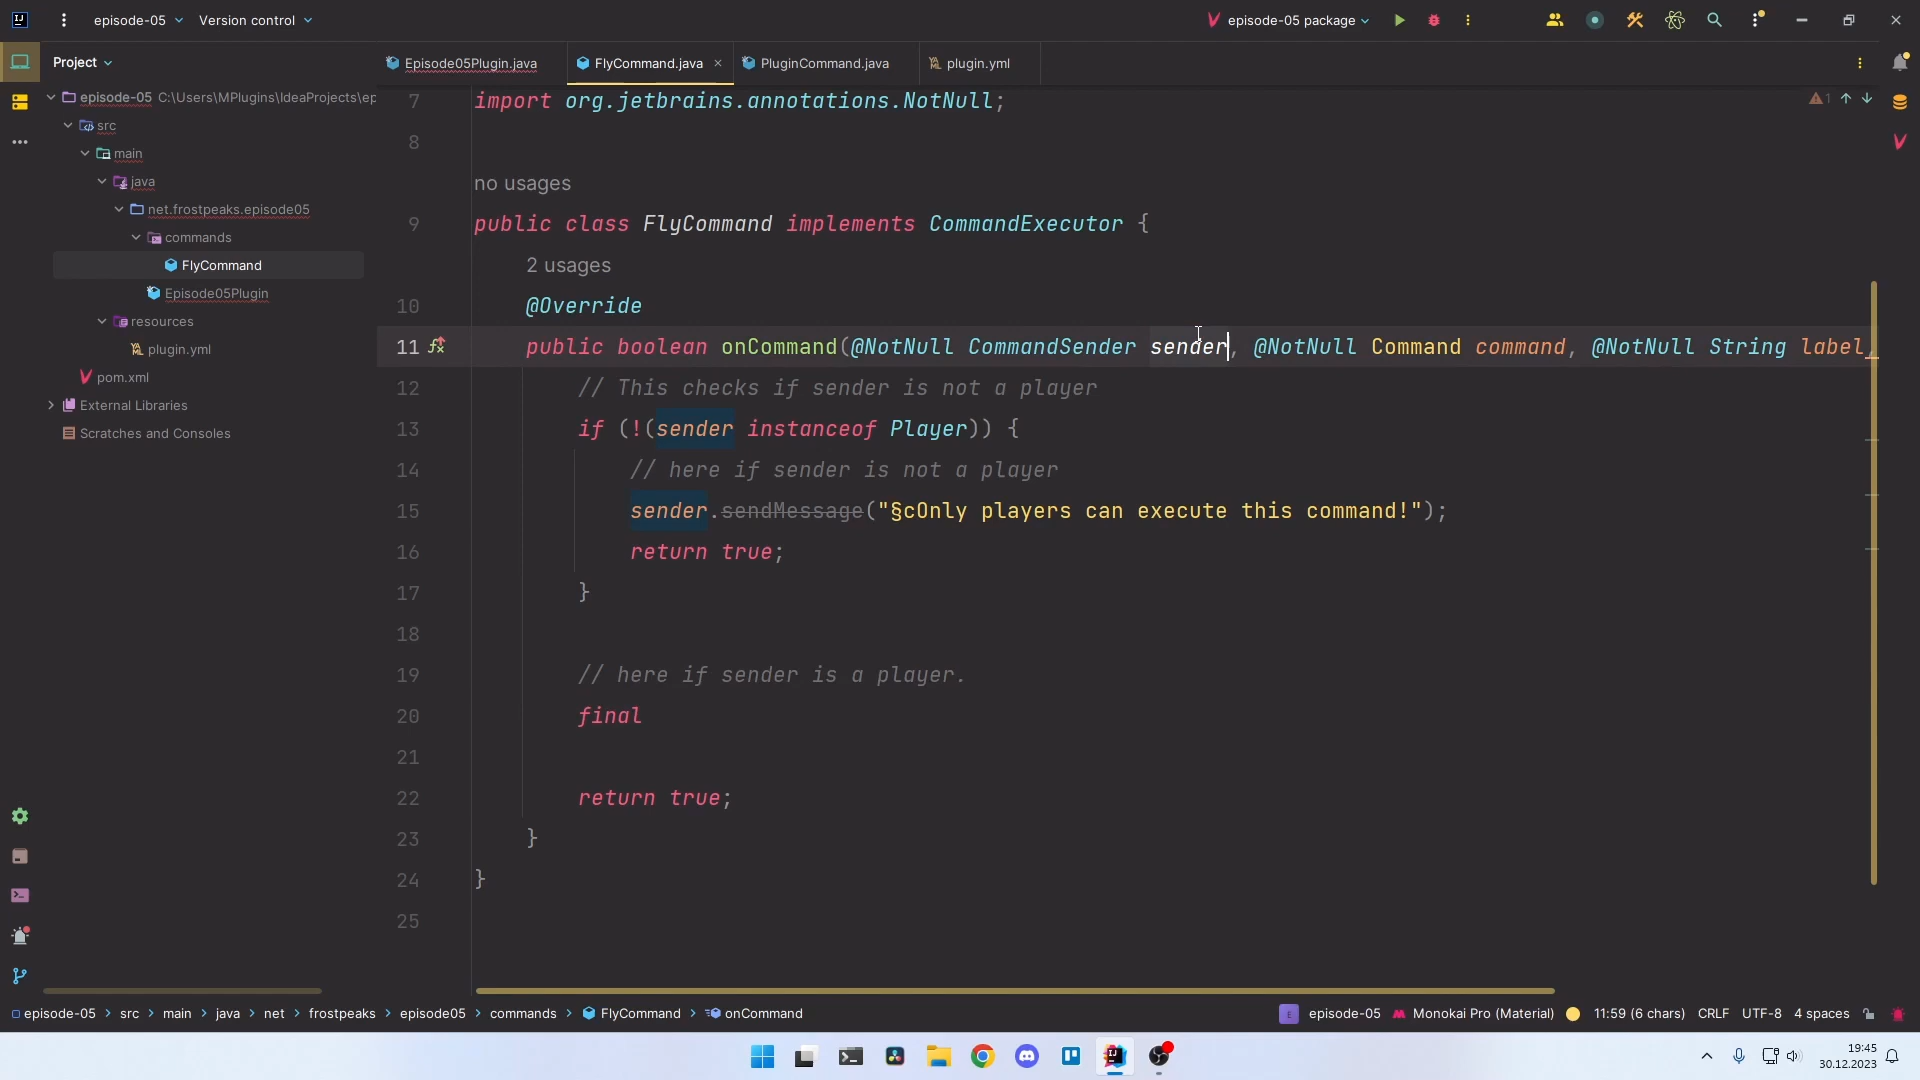 episode-05
Version control
episode-05 package
Project
Episode05Plugin.java
FlyCommand.java
PluginCommand.java
plugin.yml
episode-05 C:\Users\MPlugins\IdeaProjects\ep
src
main
java
net.frostpeaks.episode05
commands
FlyCommand
Episode05Plugin
resources
plugin.yml
pom.xml
External Libraries
Scratches and Consoles
7 import org.jetbrains.annotations.NotNull;
1
8
no usages
9 public class FlyCommand implements CommandExecutor {
2 usages
10 @Override
11 public boolean onCommand(@NotNull CommandSender sender, @NotNull Command command, @NotNull String label,
12 // This checks if sender is not a player
13 if (!(sender instanceof Player)) {
14 // here if sender is not a player
15 sender.sendMessage("§cOnly players can execute this command!");
16 return true;
17 }
18
19 // here if sender is a player.
20 final
21
22 return true;
23 }
24 }
25
episode-05 > src > main > java > net > frostpeaks > episode05 > commands > FlyCommand > onCommand
episode-05
Monokai Pro (Material)
11:59 (6 chars)
CRLF
UTF-8
4 spaces
19:45
30.12.2023